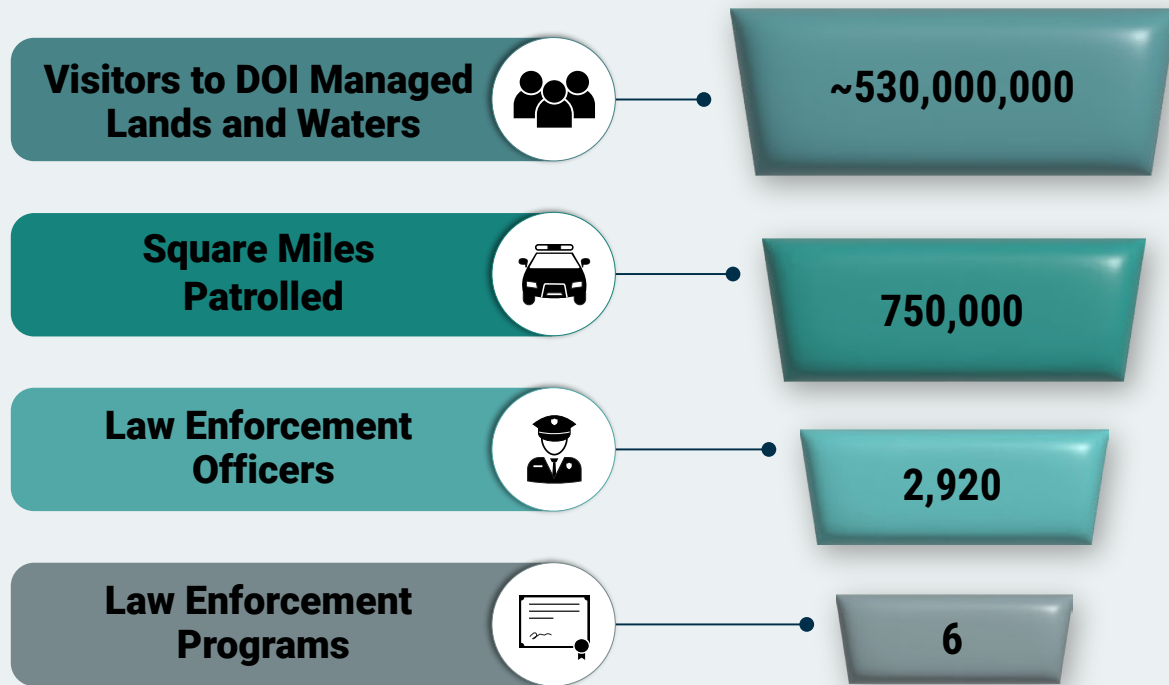 Visitors to DOI Managed
Lands and Waters
~530,000,000
Square Miles
Patrolled
750,000
Law Enforcement
Officers
2,920
Law Enforcement
Programs
6